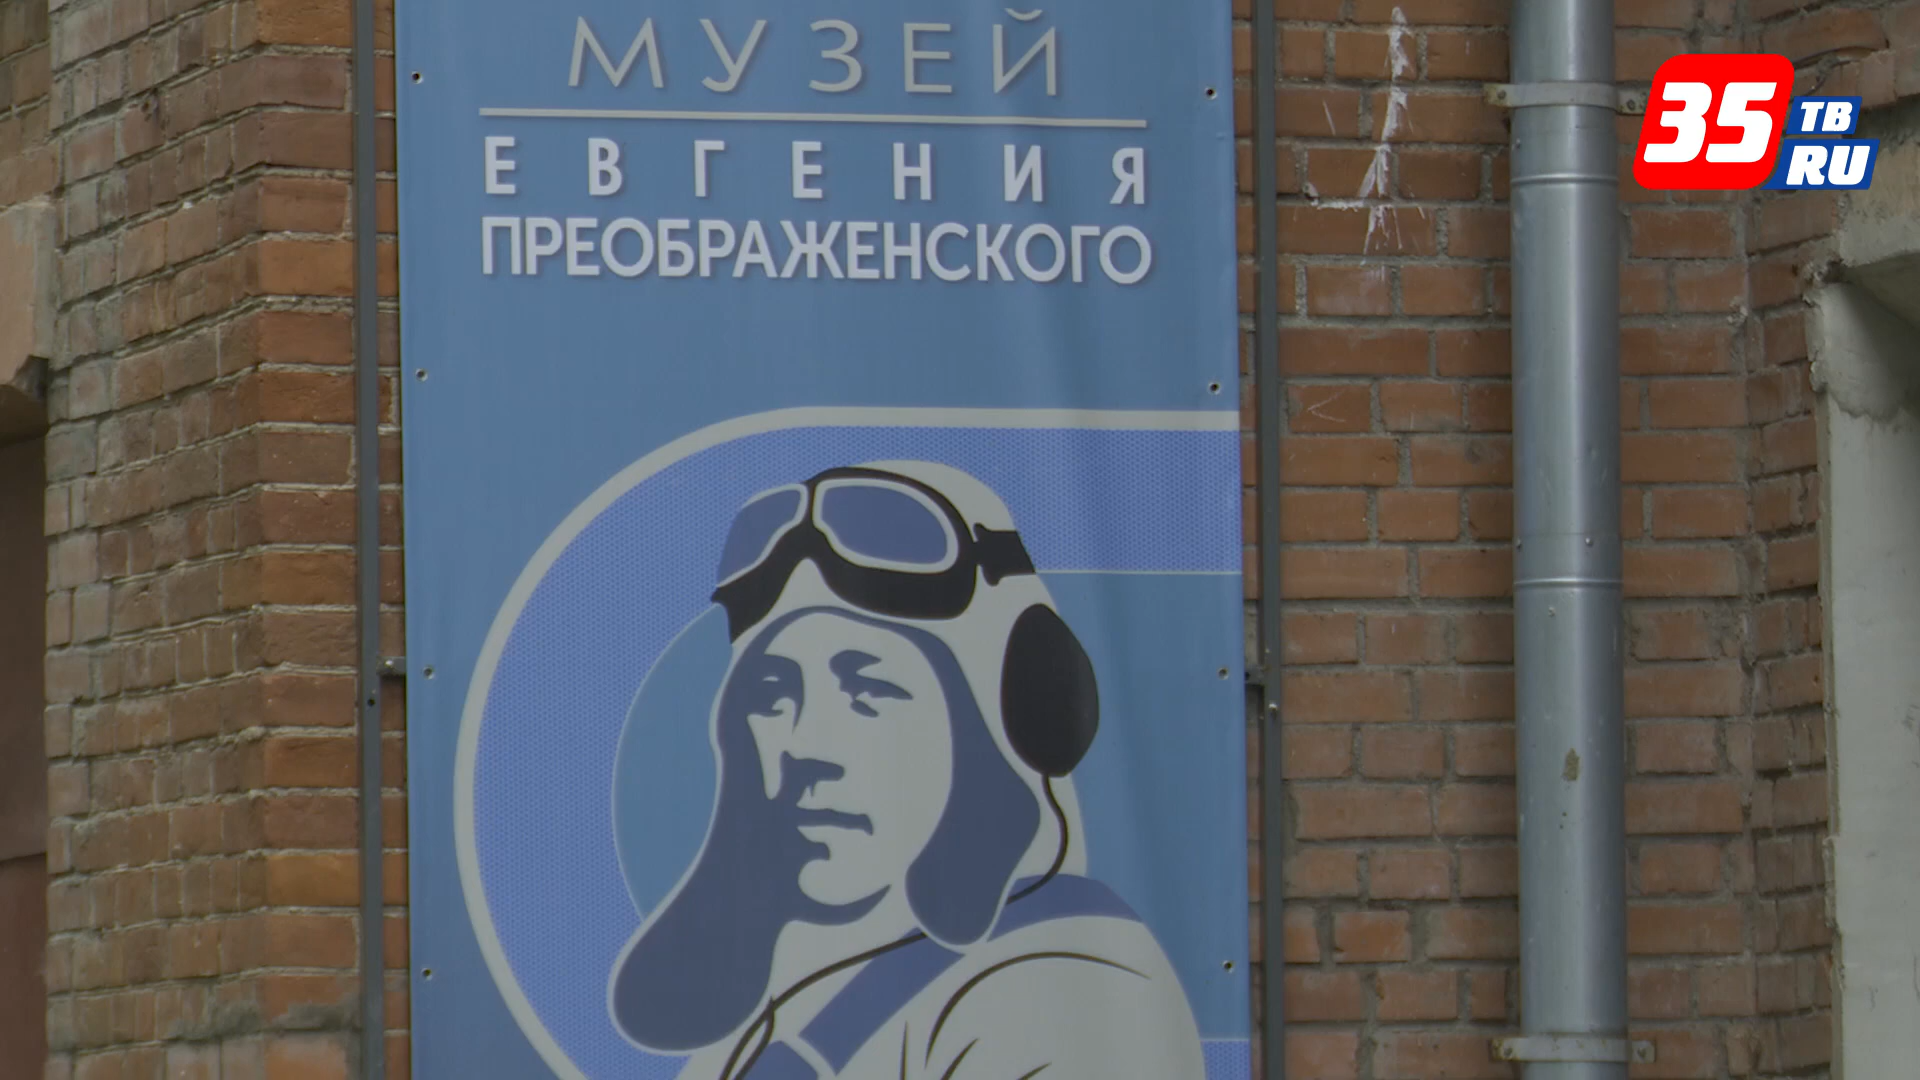 МУЗЕЙ
ЕВГЕНИЯ
ПРЕОБРАЖЕНСКОГО
35
ТВ
RU